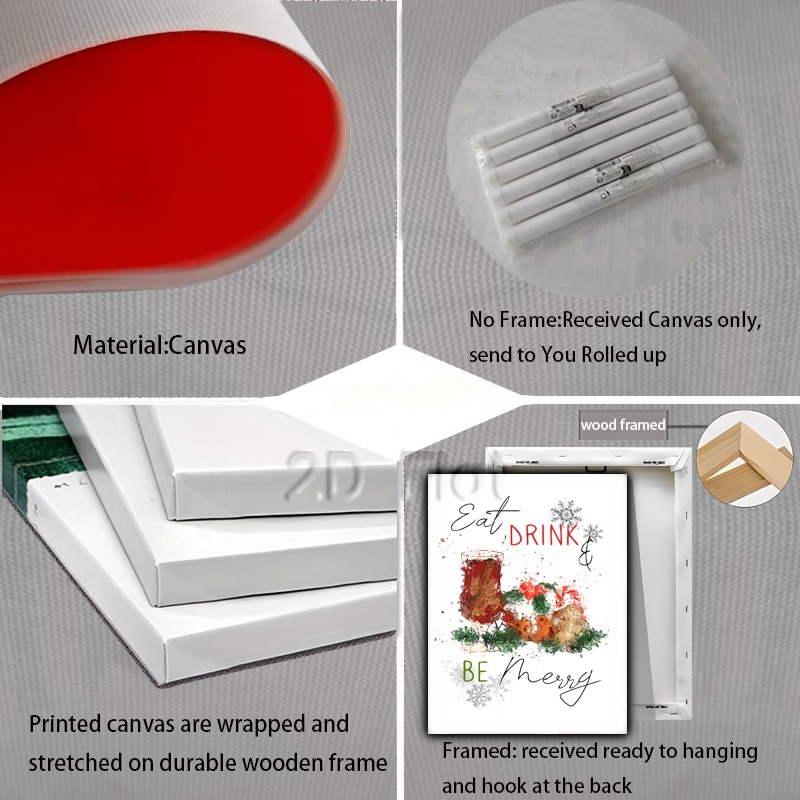 Material:Canvas
No Frame:Received Canvas only,
send to You Rolled up
wood framed
2D Flat
Eat
DRINK
&
BE Merry
Printed canvas are wrapped and
stretched on durable wooden frame
Framed: received ready to hanging
and hook at the back